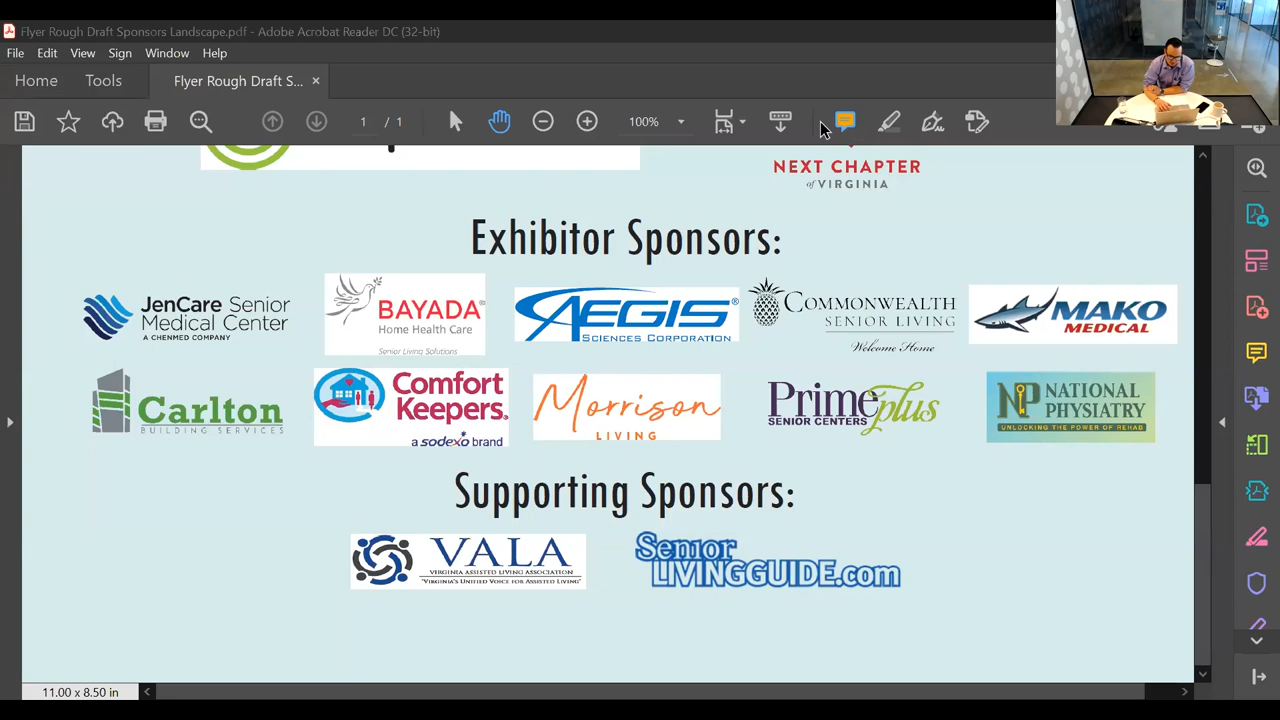 Flyer Rough Draft Sponsors Landscape.pdf - Adobe Acrobat Reader DC (32-bit)
File Edit View Sign Window Help
Home Tools Flyer Rough Draft S... ×
1 / 1 100%
NEXT CHAPTER
of VIRGINIA
Exhibitor Sponsors:
JenCare Senior
Medical Center
A CHENMED COMPANY
BAYADA®
Home Health Care
Senior Living Solutions
AEGIS®
SCIENCES CORPORATION
COMMONWEALTH
SENIOR LIVING
Welcome Home
MAKO
MEDICAL
Carlton
BUILDING SERVICES
Comfort
Keepers®
a sodexo brand
Morrison
LIVING
Prime plus
SENIOR CENTERS
NP NATIONAL
PHYSIATRY
UNLOCKING THE POWER OF REHAB
Supporting Sponsors:
VALA
VIRGINIA ASSISTED LIVING ASSOCIATION
"VIRGINIA'S UNIFIED VOICE FOR ASSISTED LIVING"
Senior
LIVINGGUIDE.com
11.00 x 8.50 in